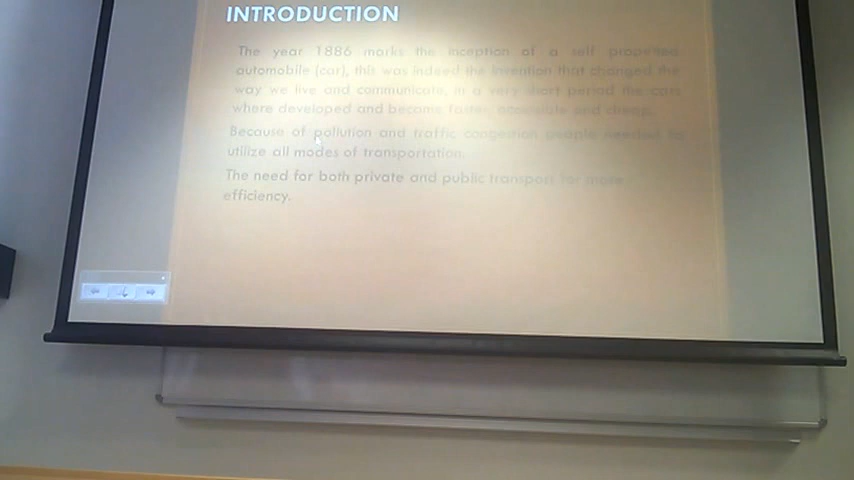 INTRODUCTION
The year 1886 marks the inception of a self propelled
automobile (car), this was indeed the invention that changed the
way we live and communicate, in a very short period the cars
where developed and became faster, accessible and cheap.
Because of pollution and traffic congestion people needed to
utilize all modes of transportation.
The need for both private and public transport for more
efficiency.